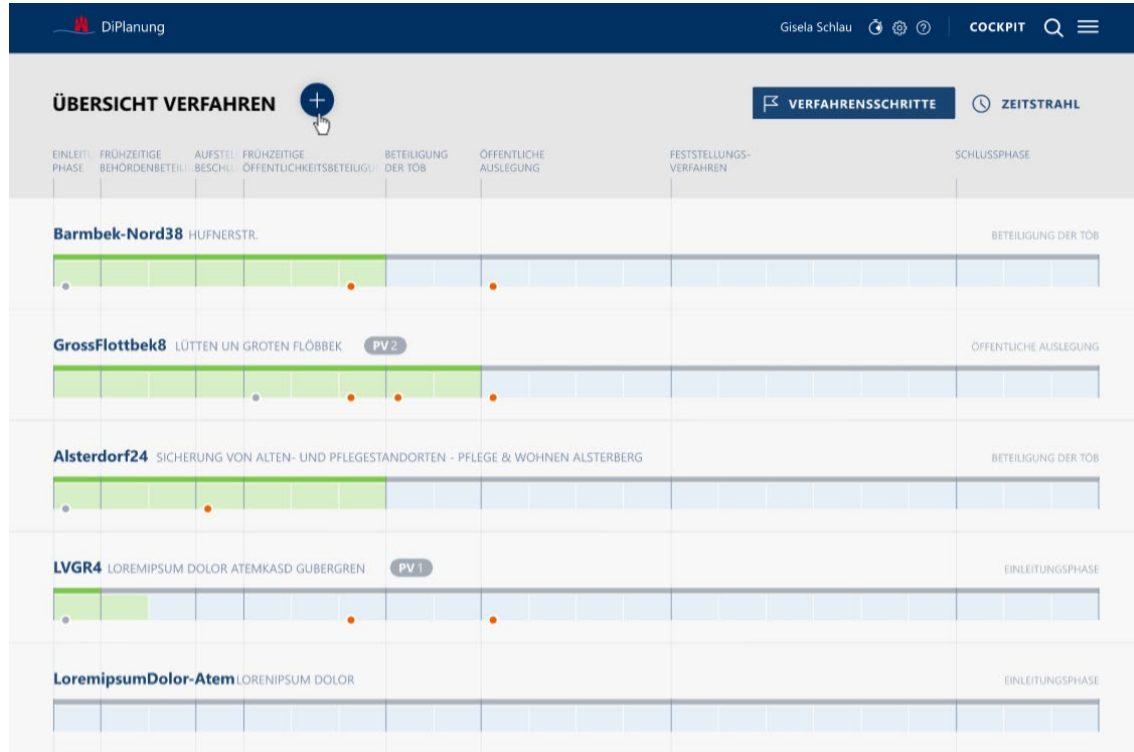 DiPlanung
Gisela Schlau COCKPIT
ÜBERSICHT VERFAHREN
VERFAHRENSSCHRITTE ZEITSTRAHL
EINLEIT FRÜHZEITIGE AUFSTEL FRÜHZEITIGE BETEILIGUNG ÖFFENTLICHE FESTSTELLUNGS- SCHLUSSPHASE
PHASE BEHÖRDENBETEIL BESCHL ÖFFENTLICHKEITSBETEILIGU DER TÖB AUSLEGUNG VERFAHREN
Barmbek-Nord38 HUFNERSTR. BETEILIGUNG DER TÖB
GrossFlottbek8 LÜTTEN UN GROTEN FLÖBBEK PV 2 ÖFFENTLICHE AUSLEGUNG
Alsterdorf24 SICHERUNG VON ALTEN- UND PFLEGESTANDORTEN - PFLEGE & WOHNEN ALSTERBERG BETEILIGUNG DER TÖB
LVGR4 LOREMIPSUM DOLOR ATEMKASD GUBERGREN PV 1 EINLEITUNGSPHASE
LoremipsumDolor-Atem LORENIPSUM DOLOR EINLEITUNGSPHASE